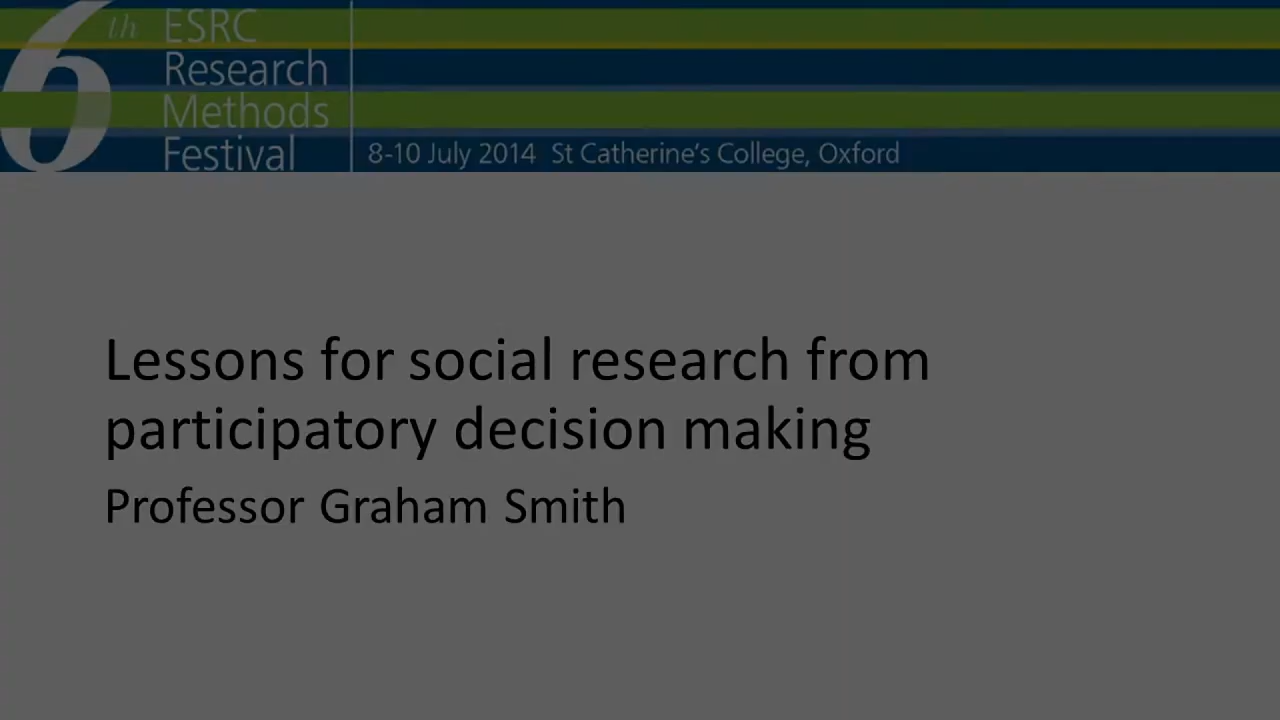 6th ESRC
Research
Methods
Festival
8-10 July 2014 St Catherine's College, Oxford
Lessons for social research from
participatory decision making
Professor Graham Smith